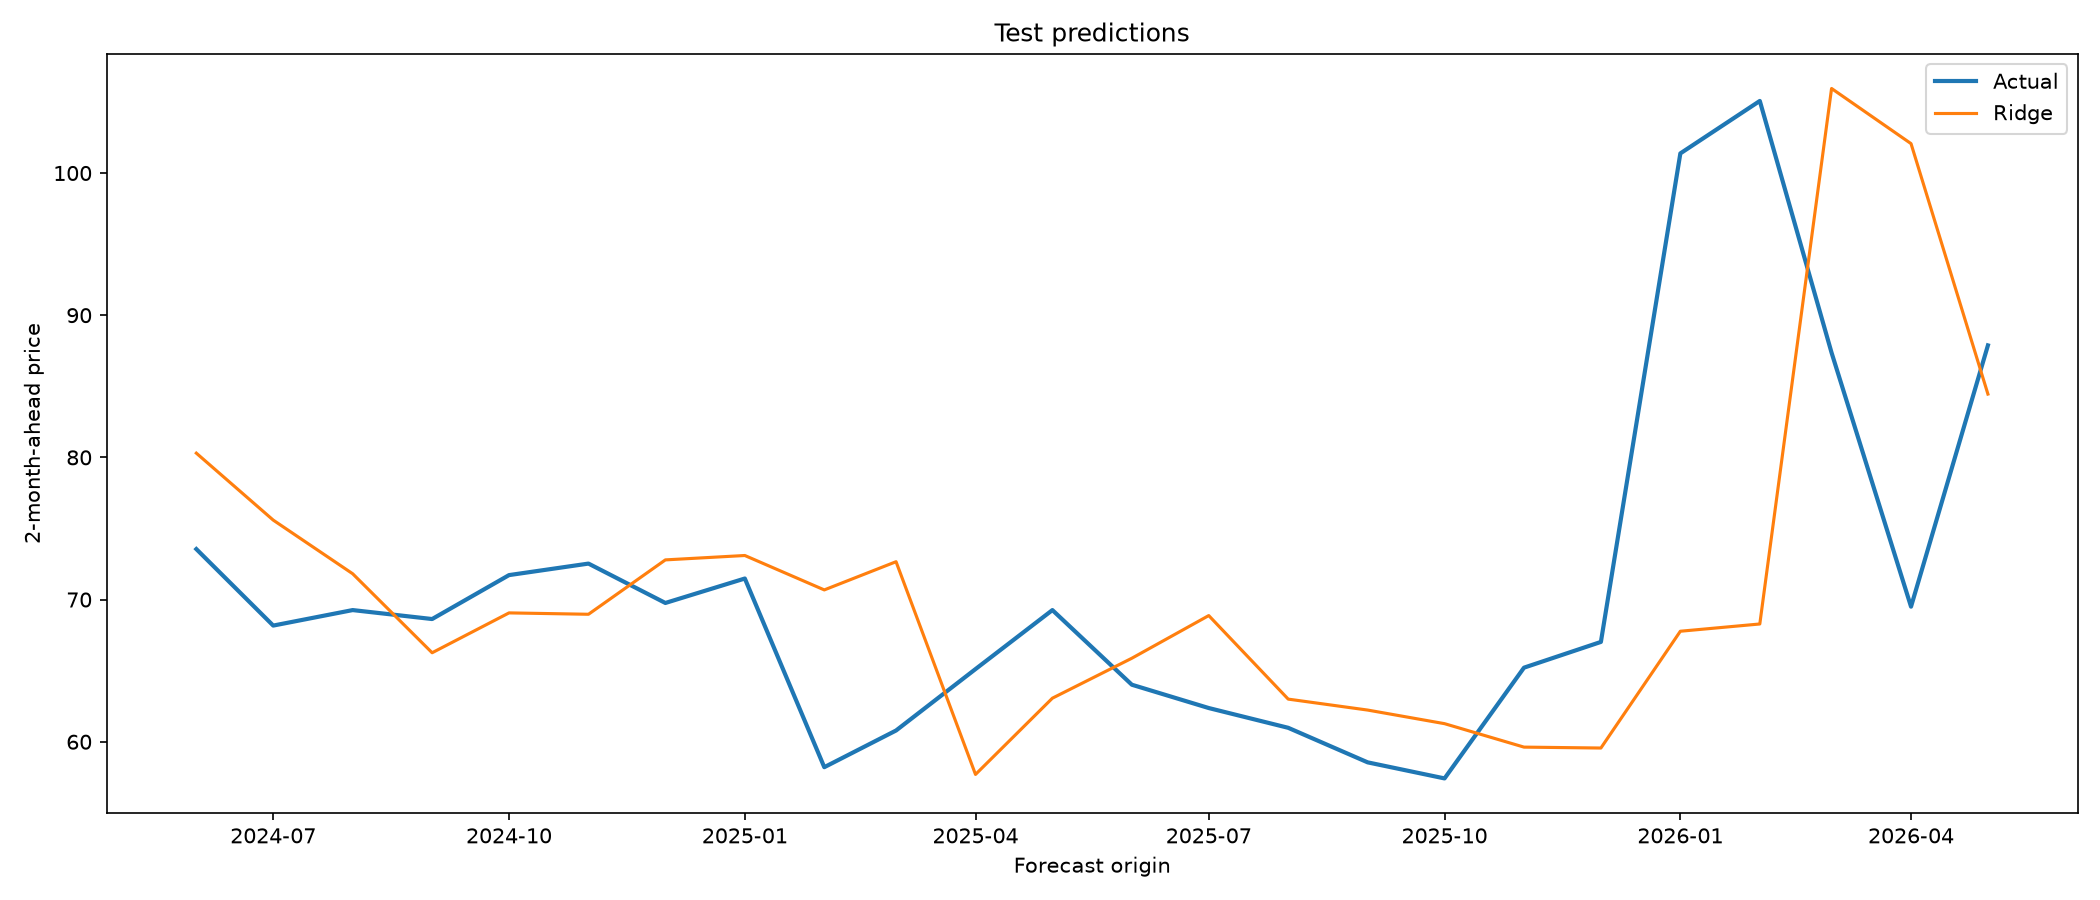 Test predictions
Actual
Ridge
2-month-ahead price
100
90
80
70
60
2024-07 2024-10 2025-01 2025-04 2025-07 2025-10 2026-01 2026-04
Forecast origin